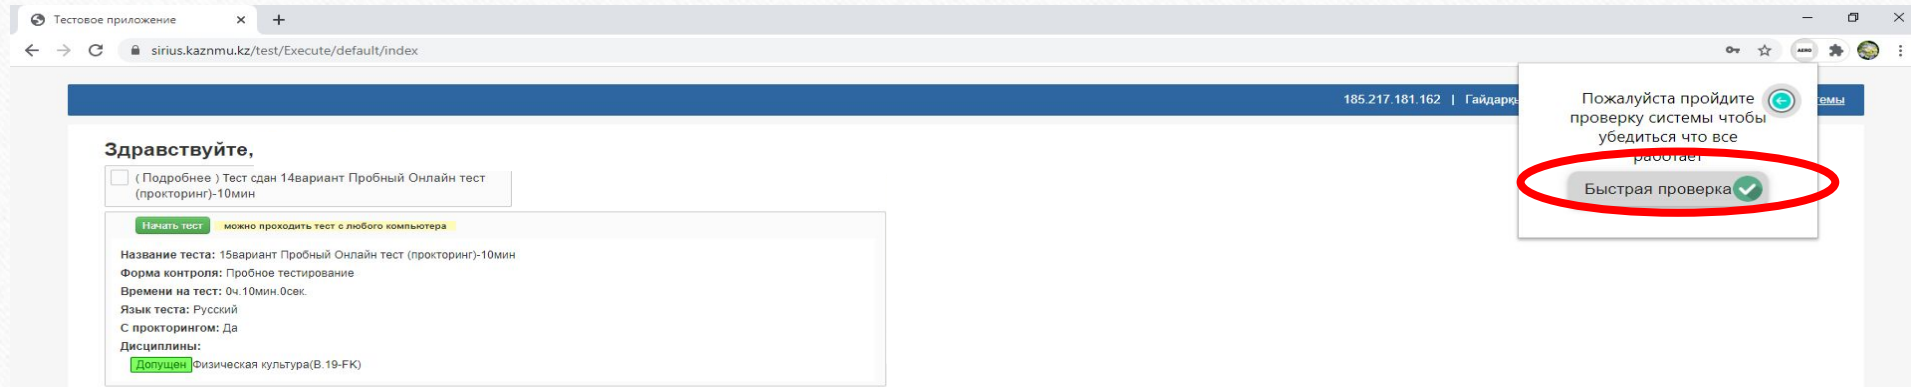 Тестовое приложение
sirius.kaznmu.kz/test/Execute/default/index
AERO
185.217.181.162 | Гайдарқ
емы
Пожалуйста пройдите
проверку системы чтобы
убедиться что все
работает
Быстрая проверка
Здравствуйте,
( Подробнее ) Тест сдан 14вариант Пробный Онлайн тест
(прокторинг)-10мин
Начать тест можно проходить тест с любого компьютера
Название теста: 15вариант Пробный Онлайн тест (прокторинг)-10мин
Форма контроля: Пробное тестирование
Времени на тест: 0ч.10мин.0сек.
Язык теста: Русский
С прокторингом: Да
Дисциплины:
Допущен Физическая культура(B.19-FK)